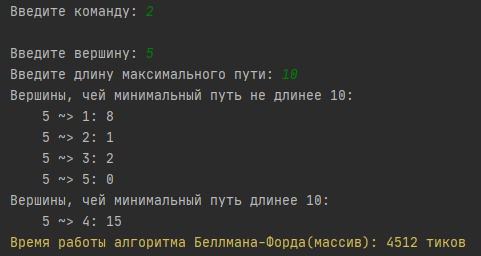 Введите команду: 2
Введите вершину: 5
Введите длину максимального пути: 10
Вершины, чей минимальный путь не длинее 10:
5 ~> 1: 8
5 ~> 2: 1
5 ~> 3: 2
5 ~> 5: 0
Вершины, чей минимальный путь длинее 10:
5 ~> 4: 15
Время работы алгоритма Беллмана-Форда(массив): 4512 тиков